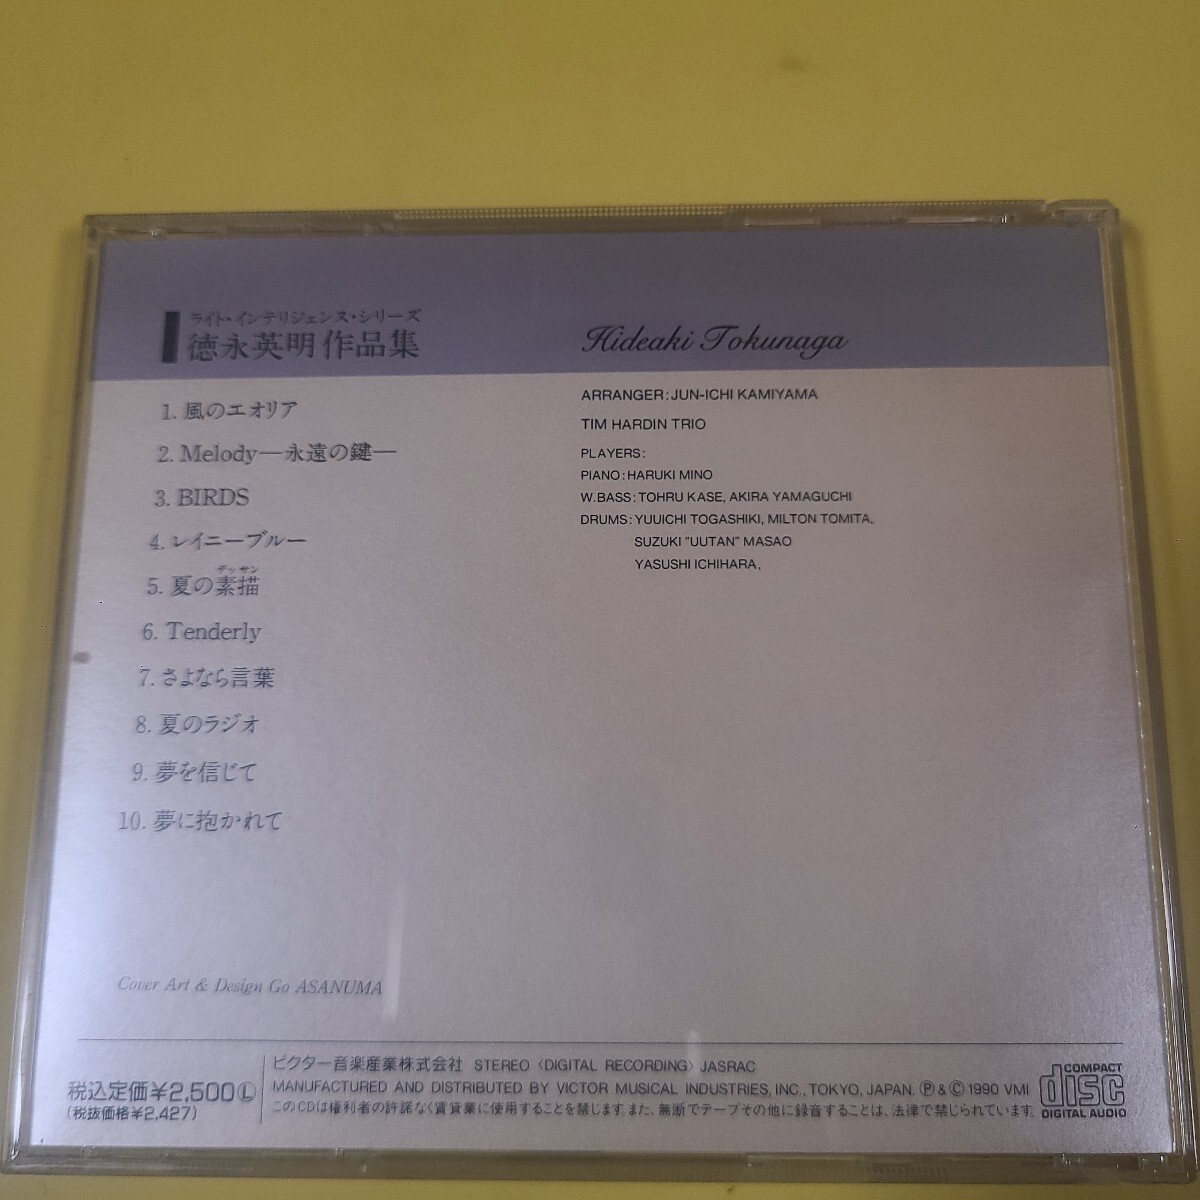 ライト・インテリジェンス・シリーズ
徳永英明作品集
Hideaki Tokunaga
1. 風のエオリア
2. Melody―永遠の鍵―
3. BIRDS
4. レイニーブルー
デッサン
5. 夏の素描
6. Tenderly
7. さよなら言葉
8. 夏のラジオ
9. 夢を信じて
10. 夢に抱かれて
ARRANGER: JUN-ICHI KAMIYAMA
TIM HARDIN TRIO
PLAYERS:
PIANO: HARUKI MINO
W.BASS: TOHRU KASE, AKIRA YAMAGUCHI
DRUMS: YUUICHI TOGASHIKI, MILTON TOMITA,
SUZUKI "UUTAN" MASAO
YASUSHI ICHIHARA,
Cover Art & Design Go ASANUMA
税込定価¥2,500Ⓛ
(税抜価格¥2,427)
ビクター音楽産業株式会社 STEREO〈DIGITAL RECORDING〉JASRAC
MANUFACTURED AND DISTRIBUTED BY VICTOR MUSICAL INDUSTRIES, INC., TOKYO, JAPAN. Ⓟ&Ⓒ 1990 VMI
このCDは権利者の許諾なく賃貸業に使用することを禁じます。また、無断でテープその他に録音することは、法律で禁じられています。
COMPACT
disc
DIGITAL AUDIO